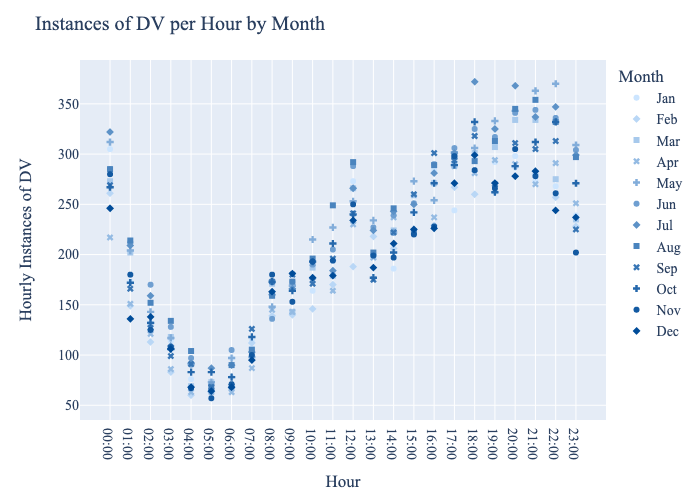 Instances of DV per Hour by Month
Hourly Instances of DV
350
300
250
200
150
100
50
00:00
01:00
02:00
03:00
04:00
05:00
06:00
07:00
08:00
09:00
10:00
11:00
12:00
13:00
14:00
15:00
16:00
17:00
18:00
19:00
20:00
21:00
22:00
23:00
Hour
Month
Jan
Feb
Mar
Apr
May
Jun
Jul
Aug
Sep
Oct
Nov
Dec